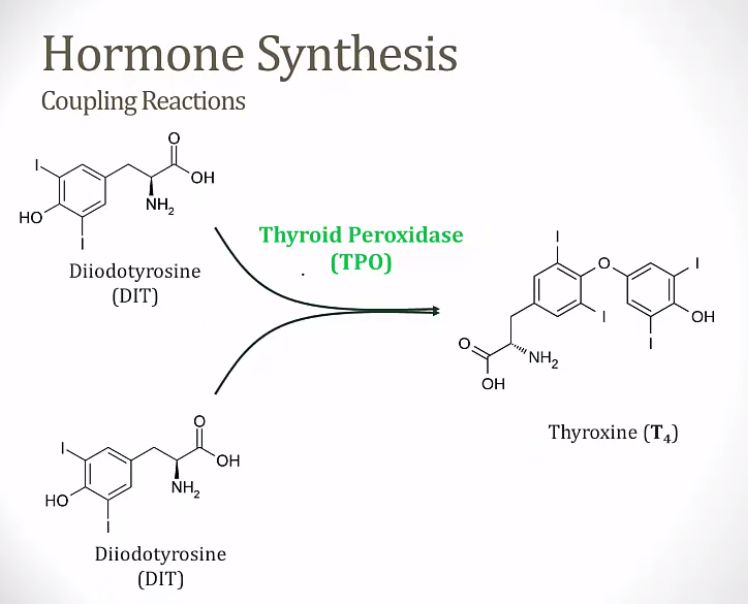 Hormone Synthesis
Coupling Reactions
O
I
OH
NH₂
HO
I
Diiodotyrosine
(DIT)
Thyroid Peroxidase
(TPO)
I
O
I
I
OH
I
O
NH₂
OH
Thyroxine (T₄)
O
I
OH
NH₂
HO
I
Diiodotyrosine
(DIT)